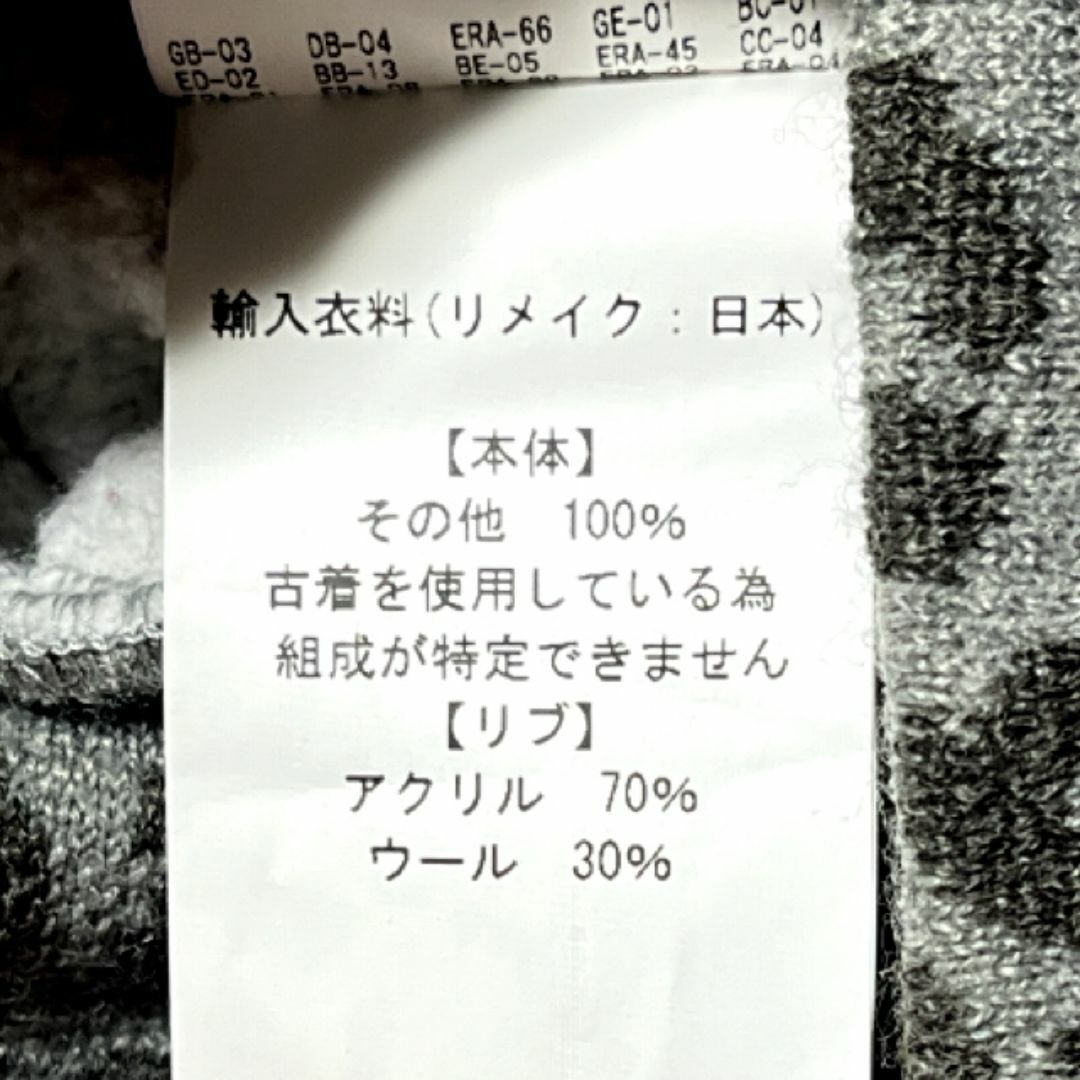 GB-03 DB-04 ERA-66 GE-01
ED-02 BB-13 BE-05 ERA-45 CC-04
輸入衣料(リメイク:日本)
【本体】
その他 100%
古着を使用している為
組成が特定できません
【リブ】
アクリル 70%
ウール 30%